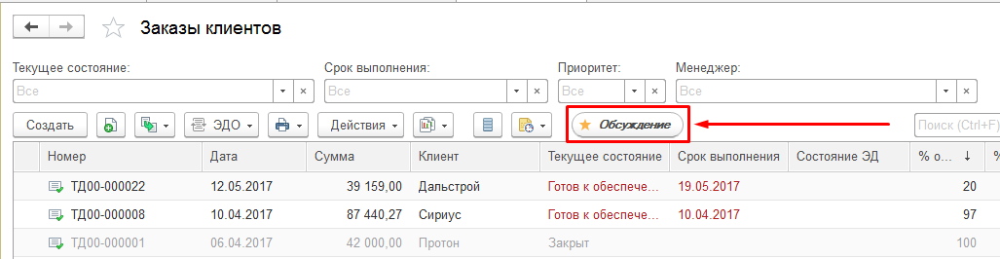 Заказы клиентов
Текущее состояние: Срок выполнения: Приоритет: Менеджер:
Все Все Все Все
Создать ЭДО Действия Обсуждение Поиск (Ctrl+F)
Номер Дата Сумма Клиент Текущее состояние Срок выполнения Состояние ЭД % о... ↓ %
ТД00-000022 12.05.2017 39 159,00 Дальстрой Готов к обеспече... 19.05.2017 20
ТД00-000008 10.04.2017 87 440,27 Сириус Готов к обеспече... 10.04.2017 97
ТД00-000001 06.04.2017 42 000,00 Протон Закрыт 100